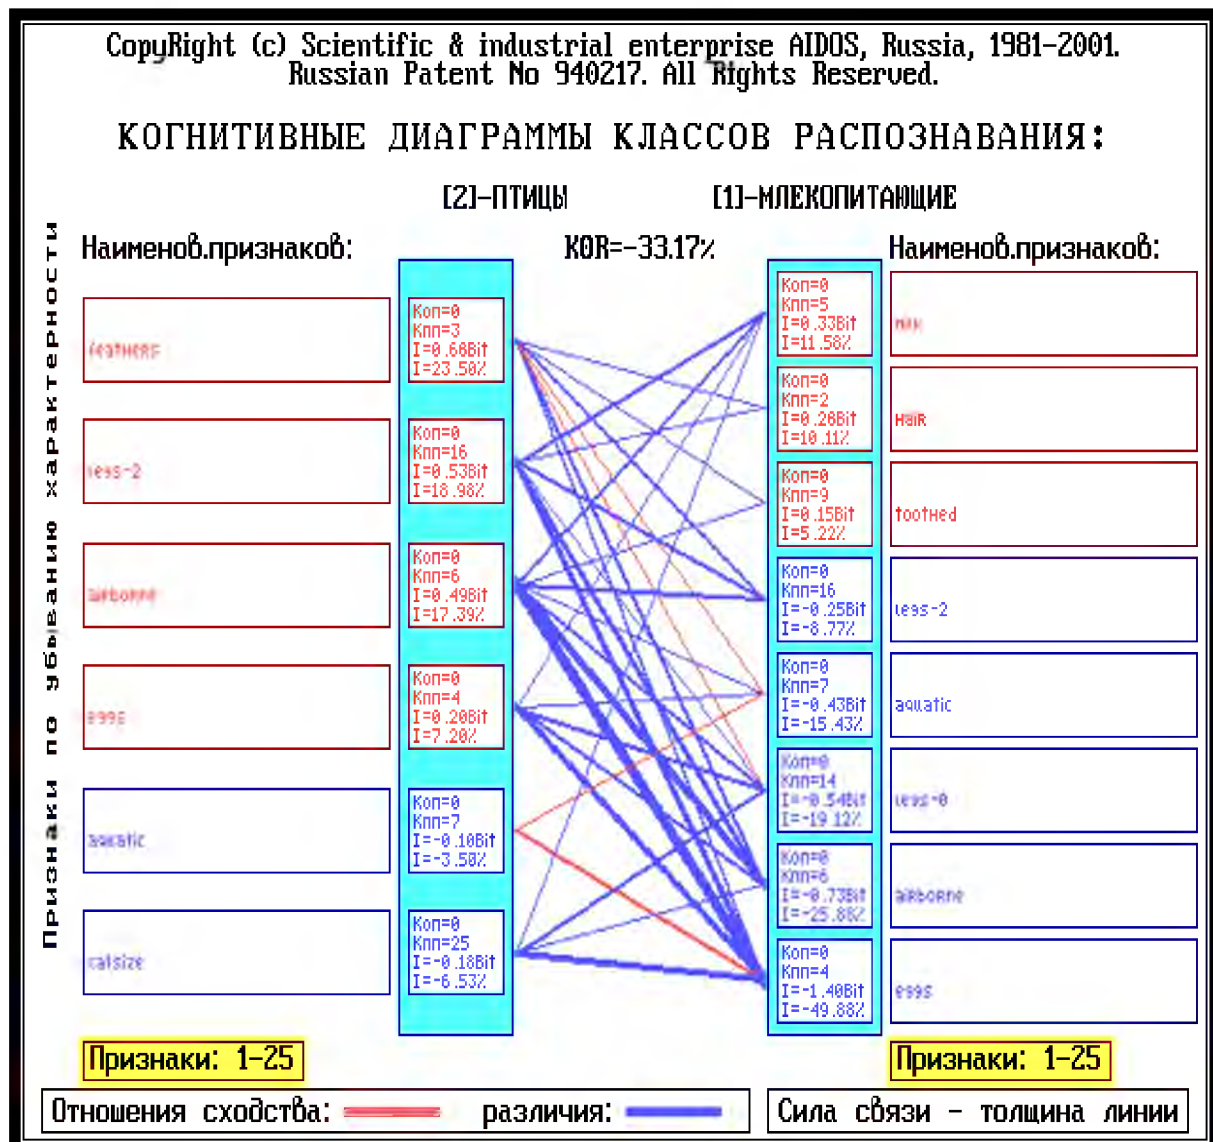 CopyRight (c) Scientific & industrial enterprise AIDOS, Russia, 1981-2001.
Russian Patent No 940217. All Rights Reserved.
КОГНИТИВНЫЕ ДИАГРАММЫ КЛАССОВ РАСПОЗНАВАНИЯ:
[2]-ПТИЦЫ [1]-МЛЕКОПИТАЮЩИЕ
Наименов.признаков: KOR=-33.17% Наименов.признаков:
Признаки по убыванию характерности
feathers
Коп=0
Кпп=3
I=0.66Bit
I=23.50%
legs-2
Коп=0
Кпп=16
I=0.53Bit
I=18.98%
airborne
Коп=0
Кпп=6
I=0.49Bit
I=17.39%
eggs
Коп=0
Кпп=4
I=0.20Bit
I=7.20%
aquatic
Коп=0
Кпп=7
I=-0.10Bit
I=-3.50%
catsize
Коп=0
Кпп=25
I=-0.18Bit
I=-6.53%
Коп=0
Кпп=5
I=0.33Bit
I=11.58%
milk
Коп=0
Кпп=2
I=0.28Bit
I=10.11%
HaiR
Коп=0
Кпп=9
I=0.15Bit
I=5.22%
tootHed
Коп=0
Кпп=16
I=-0.25Bit
I=-8.77%
legs-2
Коп=0
Кпп=7
I=-0.43Bit
I=-15.43%
aquatic
Коп=0
Кпп=14
I=-0.54Bit
I=-19.12%
legs-0
Коп=0
Кпп=6
I=-0.73Bit
I=-25.88%
airborne
Коп=0
Кпп=4
I=-1.40Bit
I=-49.88%
eggs
Признаки: 1-25 Признаки: 1-25
Отношения сходства: различия: Сила связи - толщина линии